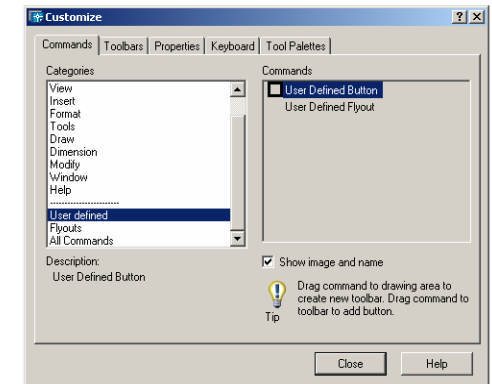 Customize
Commands Toolbars Properties Keyboard Tool Palettes
Categories
View
Insert
Format
Tools
Draw
Dimension
Modify
Window
Help
------------------------
User defined
Flyouts
All Commands
Commands
User Defined Button
User Defined Flyout
Description:
User Defined Button
Show image and name
Tip
Drag command to drawing area to
create new toolbar. Drag command to
toolbar to add button.
Close Help